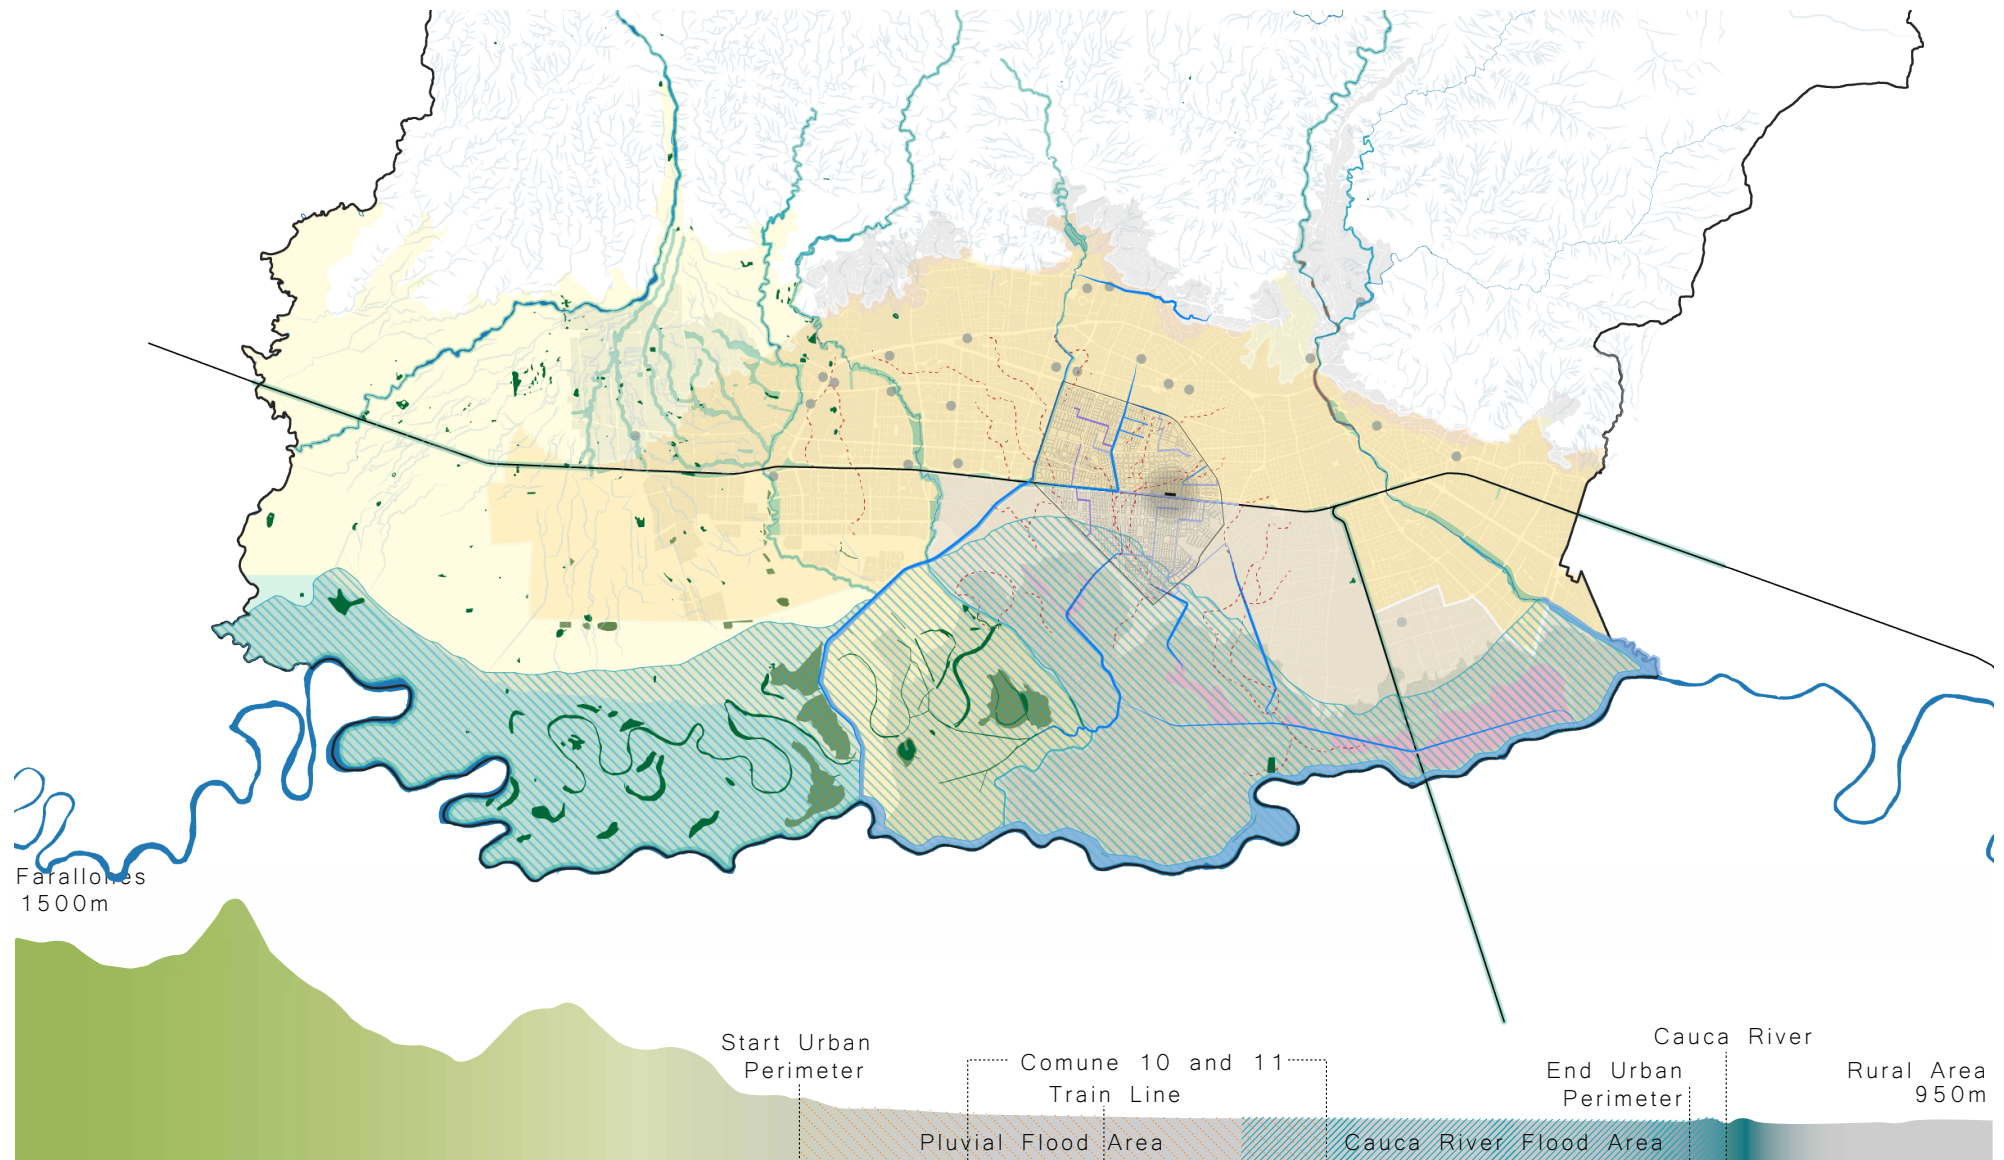 Farallones
1500m
Start Urban
Perimeter
Comune 10 and 11
Train Line
Pluvial Flood Area
Cauca River Flood Area
End Urban
Perimeter
Cauca River
Rural Area
950m